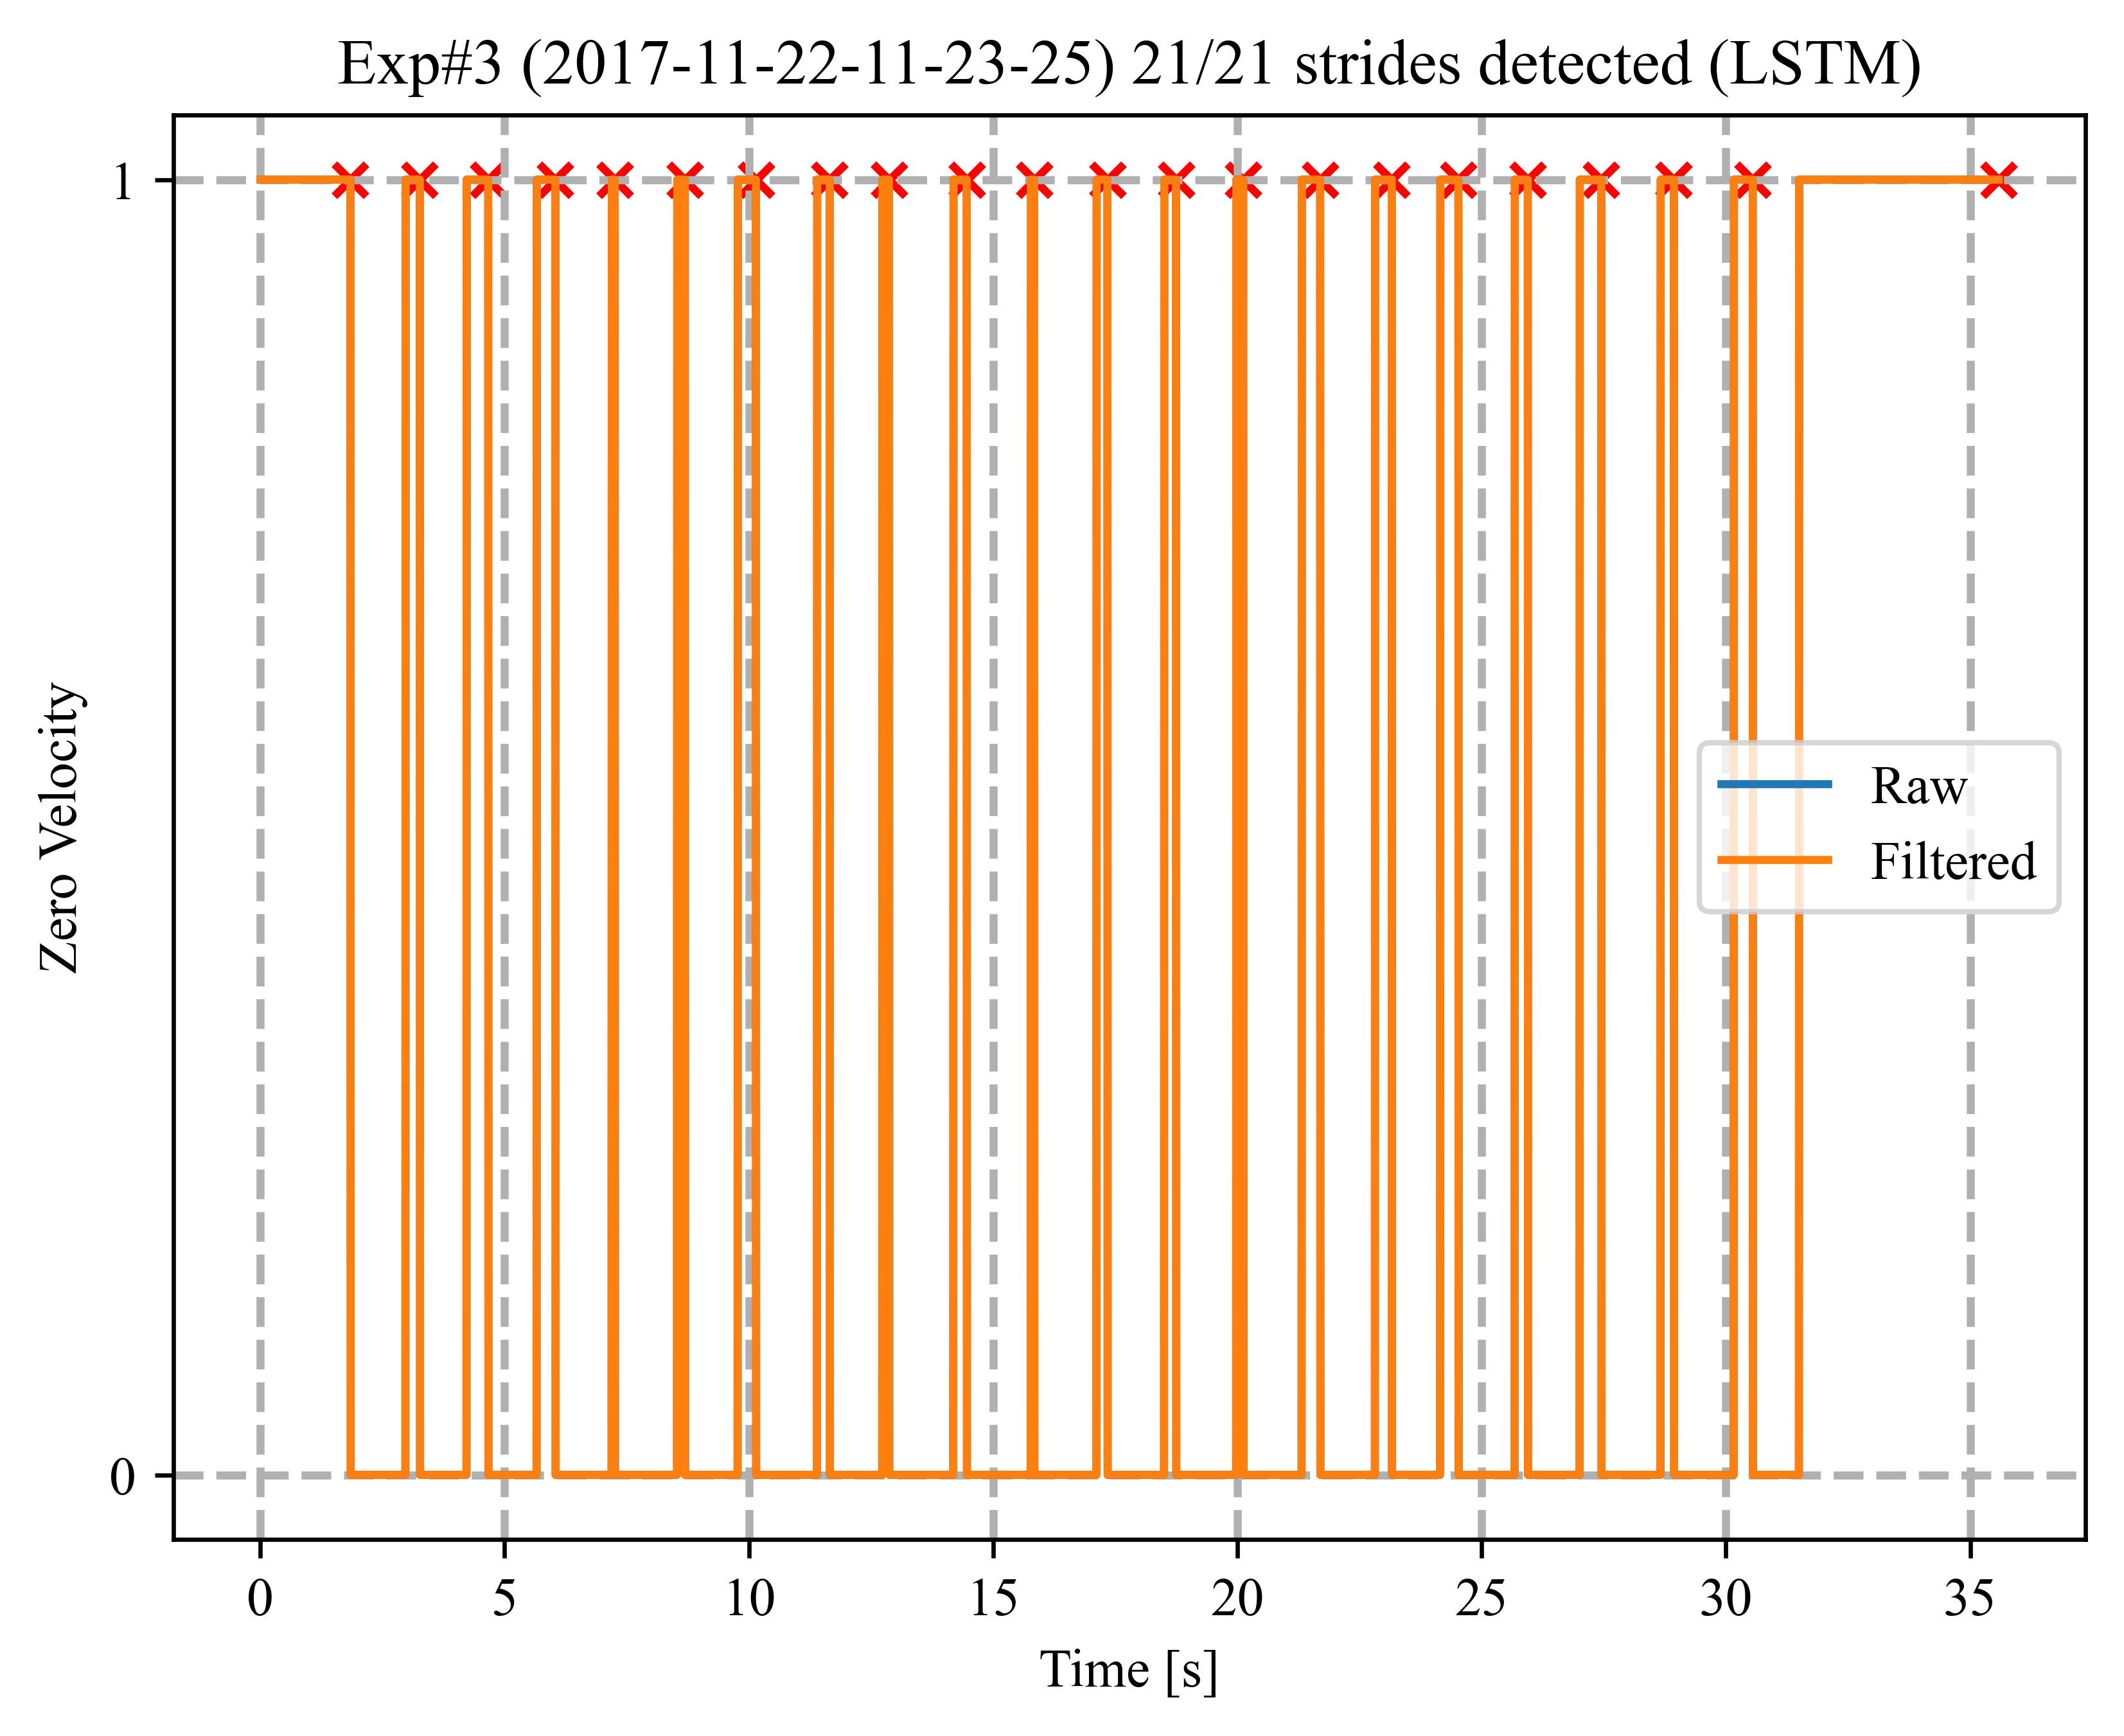 Exp#3 (2017-11-22-11-23-25) 21/21 strides detected (LSTM)
1
Zero Velocity
Raw
Filtered
0
0 5 10 15 20 25 30 35
Time [s]